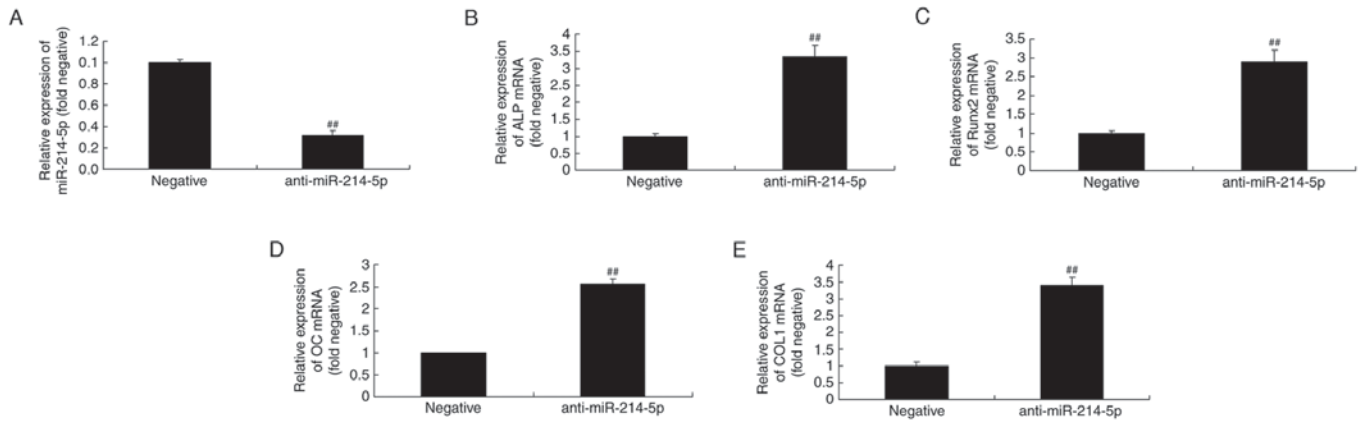 A
Relative expression of
miR-214-5p (fold negative)
1.2
1.0
0.8
0.6
0.4
0.2
0.0
##
Negative
anti-miR-214-5p
B
Relative expression
of ALP mRNA
(fold negative)
4
3.5
3
2.5
2
1.5
1
0.5
0
##
Negative
anti-miR-214-5p
C
Relative expression
of Runx2 mRNA
(fold negative)
3.5
3
2.5
2
1.5
1
0.5
0
##
Negative
anti-miR-214-5p
D
Relative expression
of OC mRNA
(fold negative)
3
2.5
2
1.5
1
0.5
0
##
Negative
anti-miR-214-5p
E
Relative expression
of COL1 mRNA
(fold negative)
4
3.5
3
2.5
2
1.5
1
0.5
0
##
Negative
anti-miR-214-5p